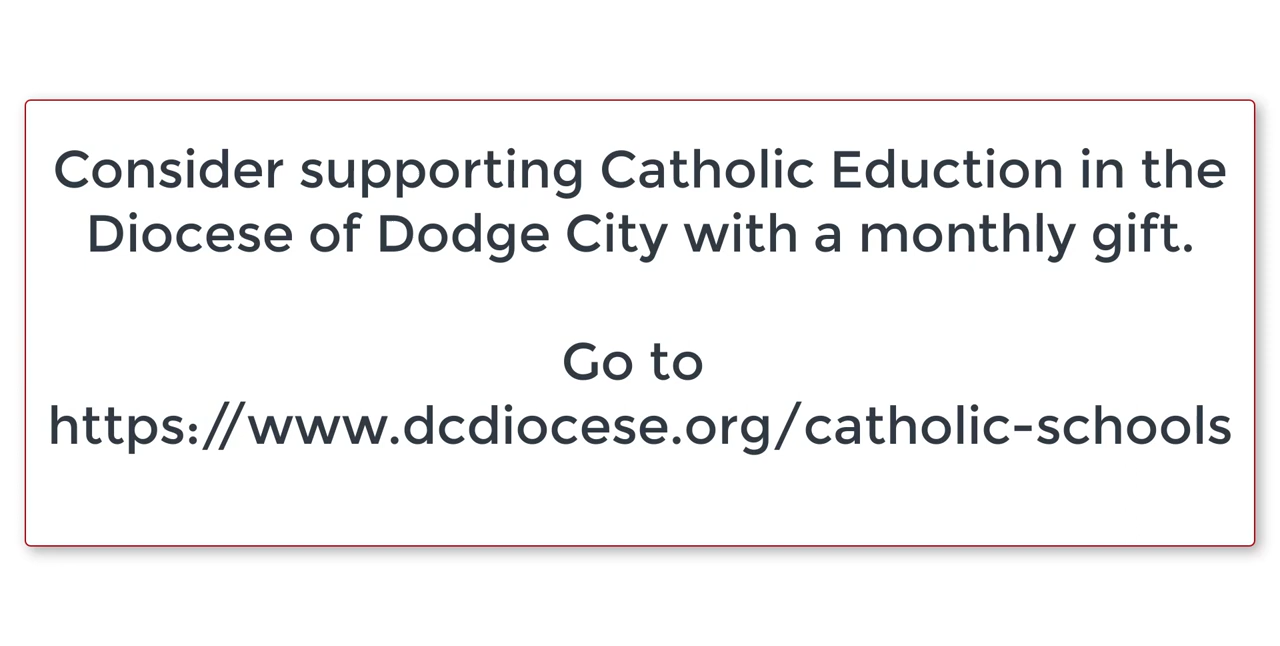 Consider supporting Catholic Eduction in the
Diocese of Dodge City with a monthly gift.
Go to
https://www.dcdiocese.org/catholic-schools